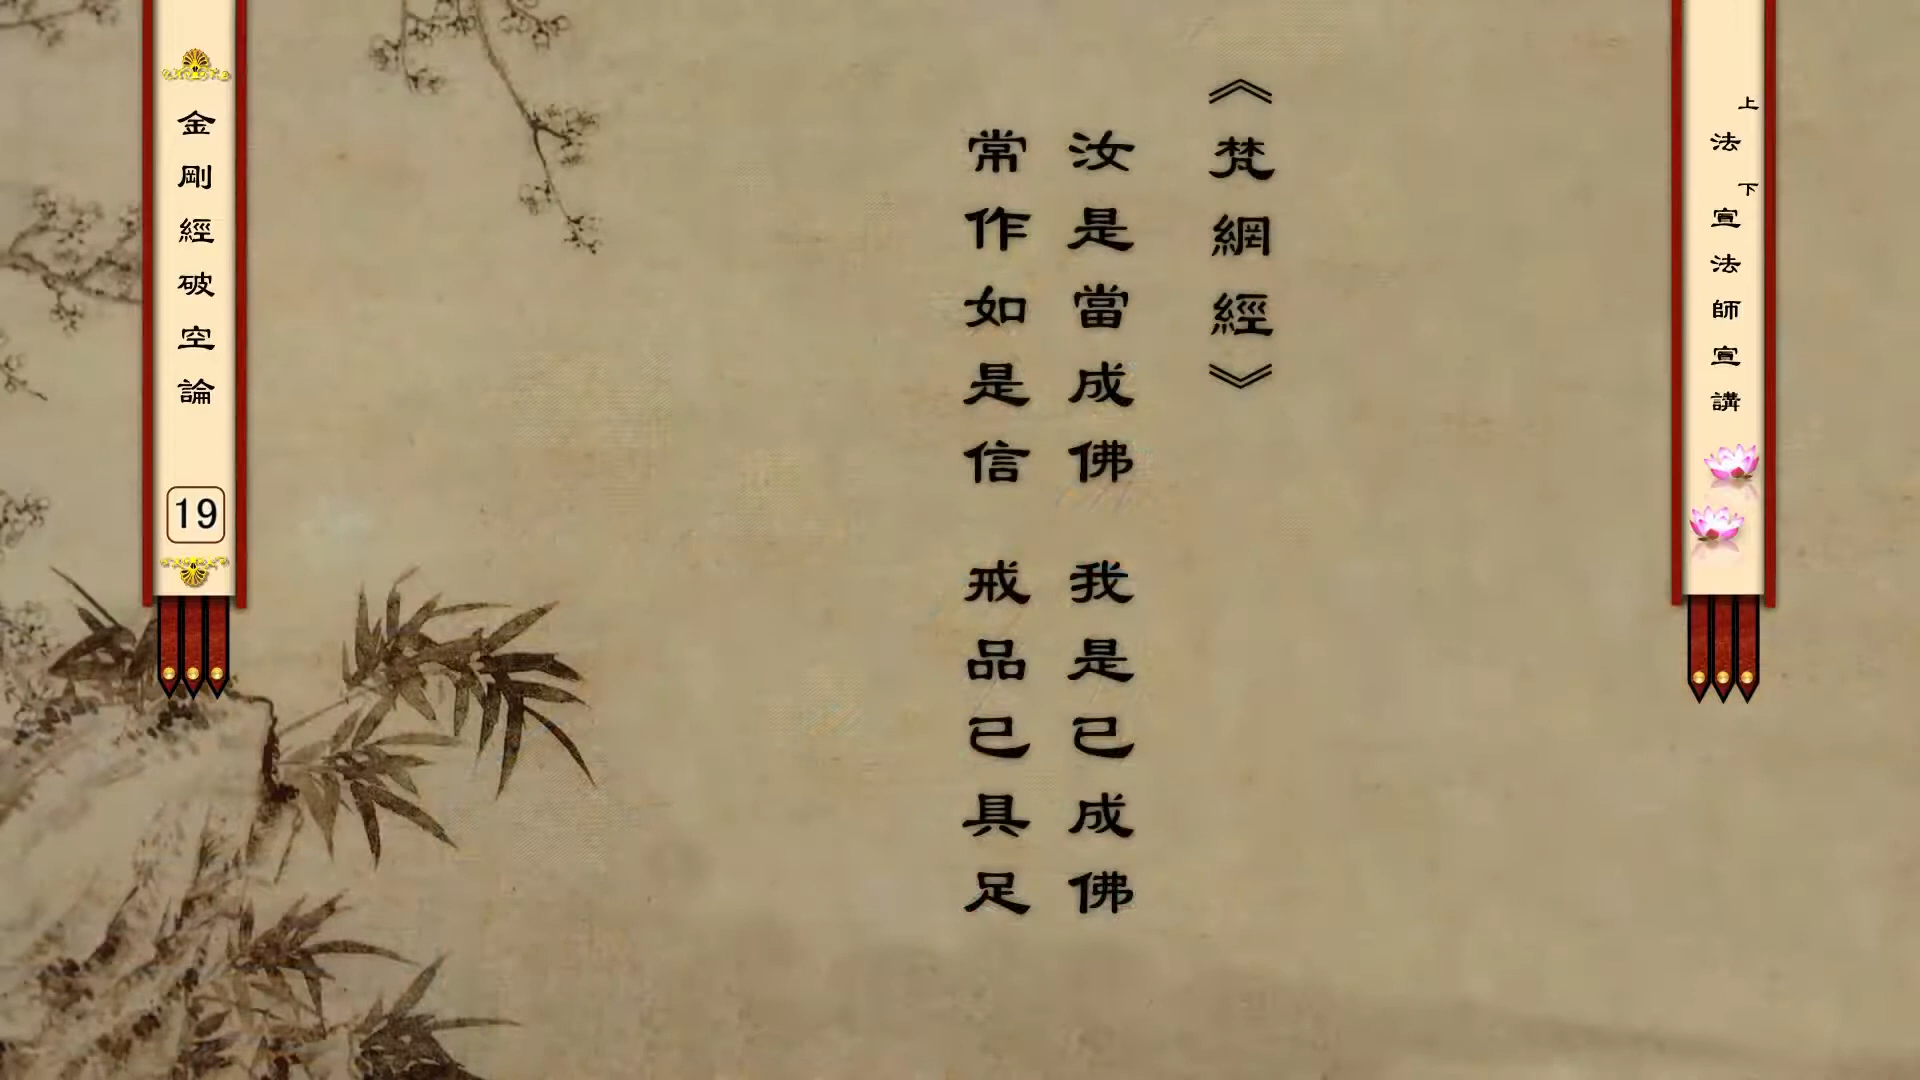 上法下宣法師宣講
《梵網經》
汝是當成佛 我是已成佛
常作如是信 戒品已具足
金剛經破空論
19